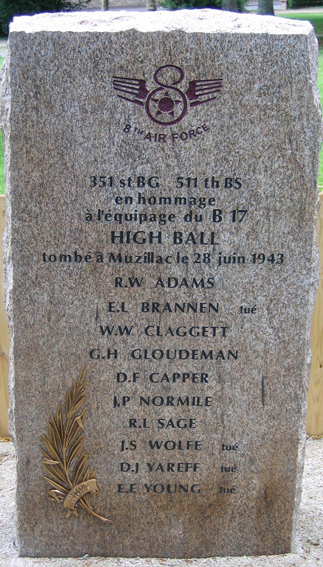 8TH AIR FORCE
351 st BG 511 th BS
en hommage
à l'équipage du B 17
HIGH BALL
tombé à Muzillac le 28 juin 1943
R.W ADAMS
E.L BRANNEN tué
W.W CLAGGETT
G.H GLOUDEMAN
D.F CAPPER
J.P NORMILE
R.L SAGE
J.S WOLFE tué
D.J YAREFF tué
E.E YOUNG tué